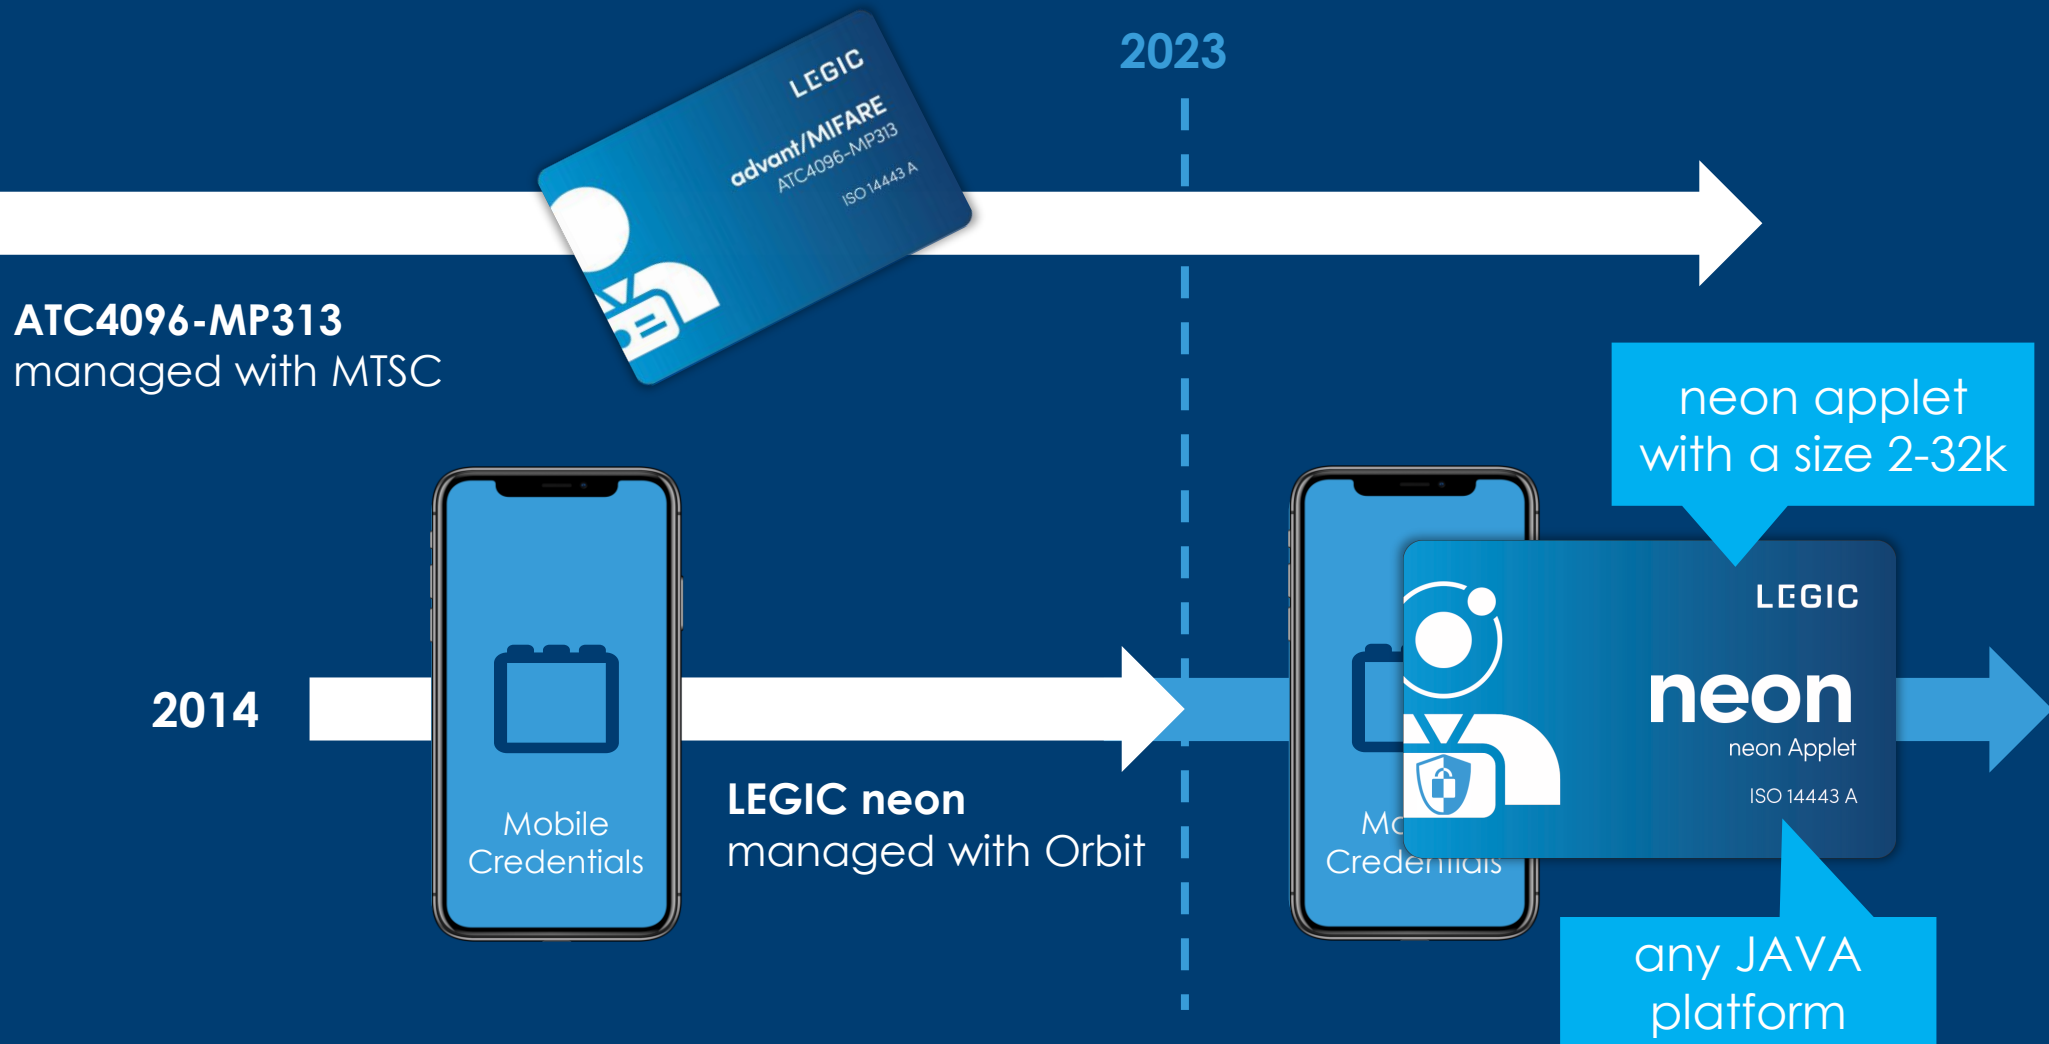 2023
LEGIC
advant/MIFARE
ATC4096-MP313
ISO 14443 A
ATC4096-MP313
managed with MTSC
neon applet
with a size 2-32k
2014
Mobile
Credentials
LEGIC neon
managed with Orbit
Credentials
LEGIC
neon
neon Applet
ISO 14443 A
any JAVA
platform